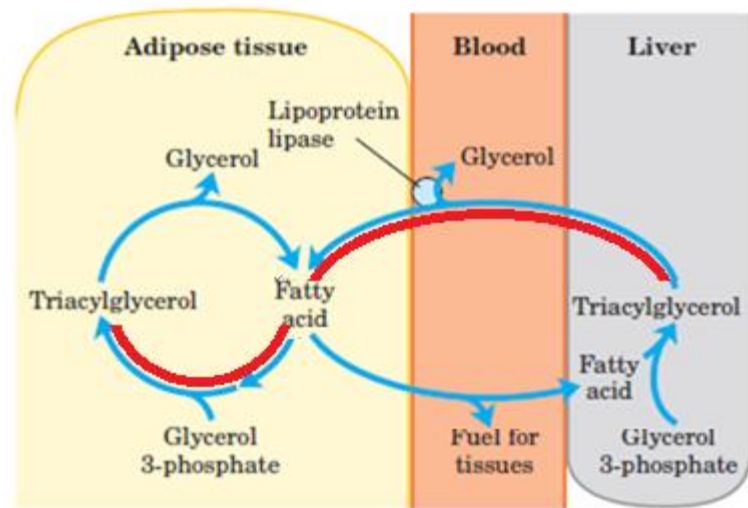 Adipose tissue
Blood
Liver
Lipoprotein
lipase
Glycerol
Glycerol
Triacylglycerol
Fatty
acid
Triacylglycerol
Fatty
acid
Glycerol
3-phosphate
Fuel for
tissues
Glycerol
3-phosphate